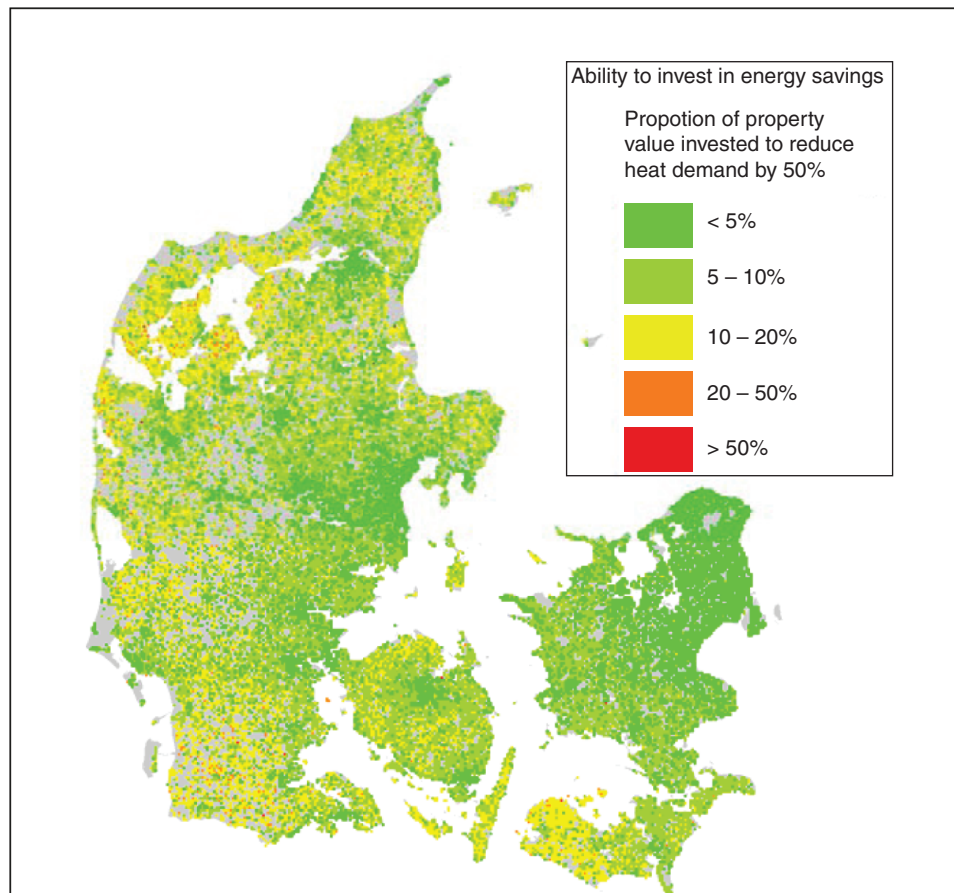 Ability to invest in energy savings
Propotion of property
value invested to reduce
heat demand by 50%
< 5%
5 – 10%
10 – 20%
20 – 50%
> 50%